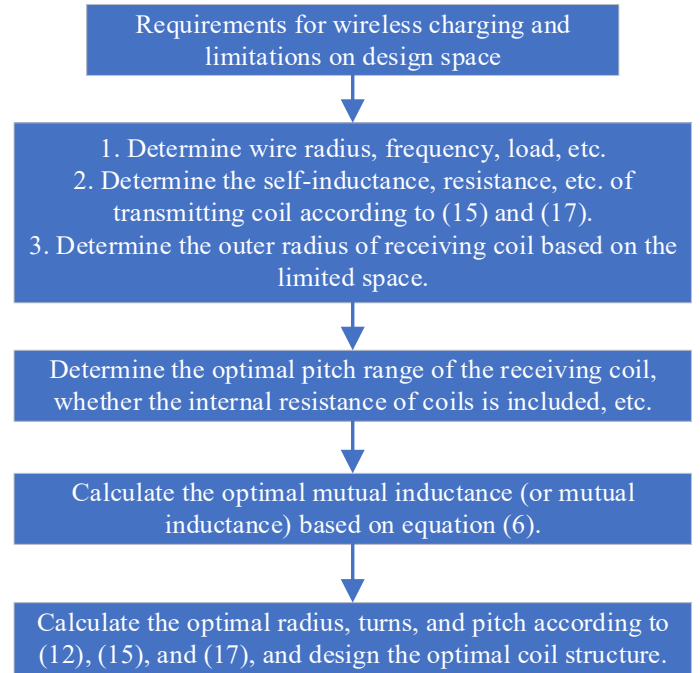 Requirements for wireless charging and
limitations on design space
1. Determine wire radius, frequency, load, etc.
2. Determine the self-inductance, resistance, etc. of
transmitting coil according to (15) and (17).
3. Determine the outer radius of receiving coil based on the
limited space.
Determine the optimal pitch range of the receiving coil,
whether the internal resistance of coils is included, etc.
Calculate the optimal mutual inductance (or mutual
inductance) based on equation (6).
Calculate the optimal radius, turns, and pitch according to
(12), (15), and (17), and design the optimal coil structure.